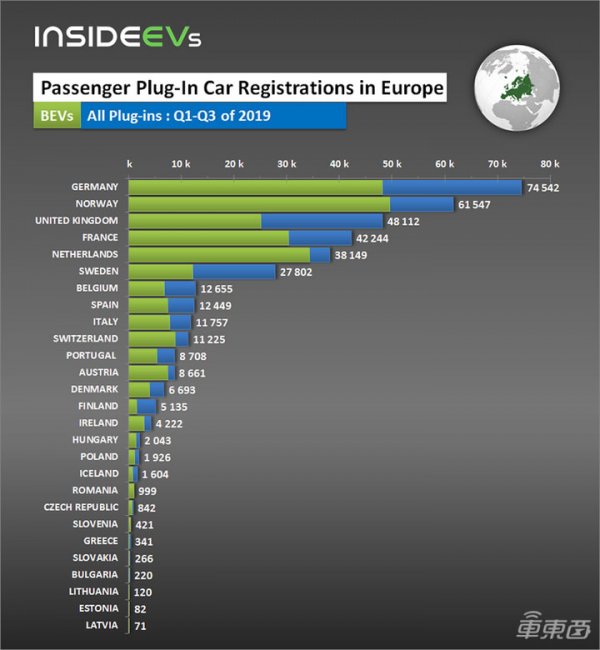 INSIDEEVs
Passenger Plug-In Car Registrations in Europe
BEVs All Plug-ins : Q1-Q3 of 2019
k 10 k 20 k 30 k 40 k 50 k 60 k 70 k 80 k
GERMANY 74 542
NORWAY 61 547
UNITED KINGDOM 48 112
FRANCE 42 244
NETHERLANDS 38 149
SWEDEN 27 802
BELGIUM 12 655
SPAIN 12 449
ITALY 11 757
SWITZERLAND 11 225
PORTUGAL 8 708
AUSTRIA 8 661
DENMARK 6 693
FINLAND 5 135
IRELAND 4 222
HUNGARY 2 043
POLAND 1 926
ICELAND 1 604
ROMANIA 999
CZECH REPUBLIC 842
SLOVENIA 421
GREECE 341
SLOVAKIA 266
BULGARIA 220
LITHUANIA 120
ESTONIA 82
LATVIA 71
車東西